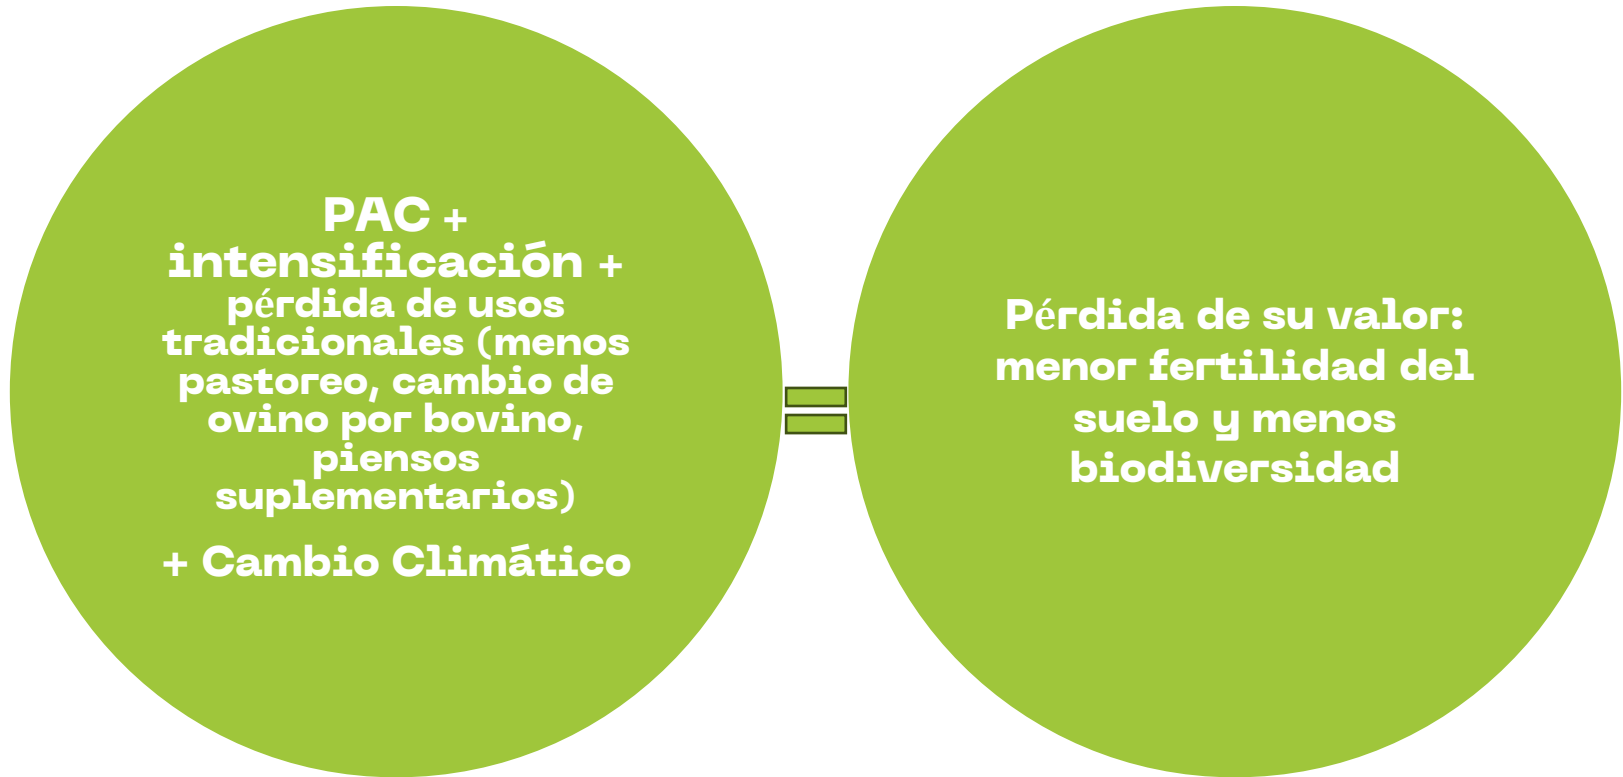 PAC +
intensificación +
pérdida de usos
tradicionales (menos
pastoreo, cambio de
ovino por bovino,
piensos
suplementarios)
+ Cambio Climático
Pérdida de su valor:
menor fertilidad del
suelo y menos
biodiversidad